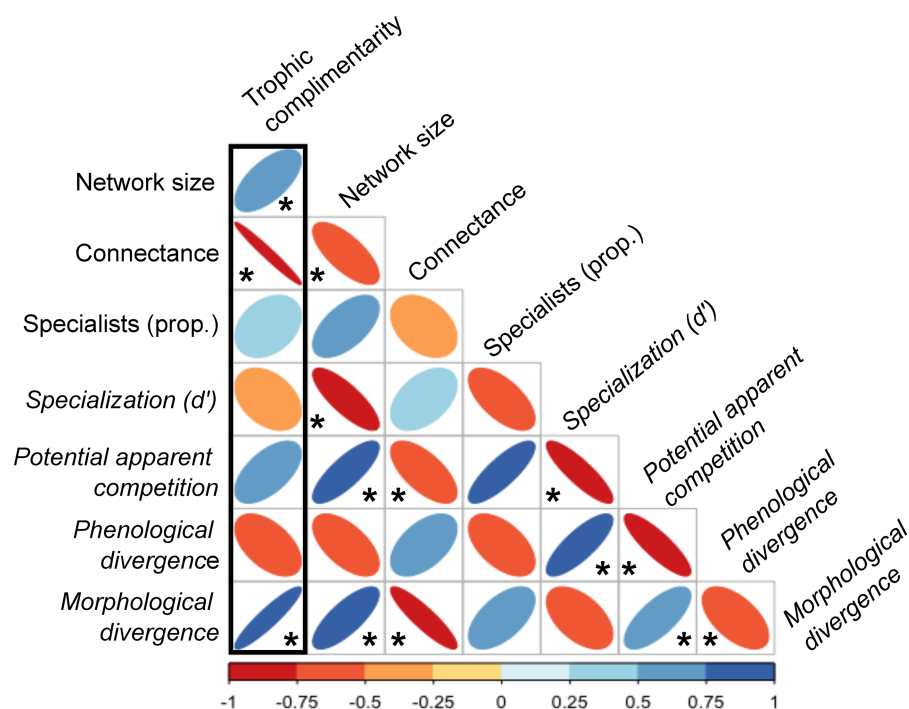 Trophic
complimentarity
Network size
Connectance
Specialists (prop.)
Specialization (d')
Potential apparent
competition
Phenological
divergence
Morphological
divergence
Network size
*
Connectance
* *
Specialists (prop.)
Specialization (d')
*
Potential apparent
competition
* * *
Phenological
divergence
* *
Morphological
divergence
* * * * *
-1 -0.75 -0.5 -0.25 0 0.25 0.5 0.75 1